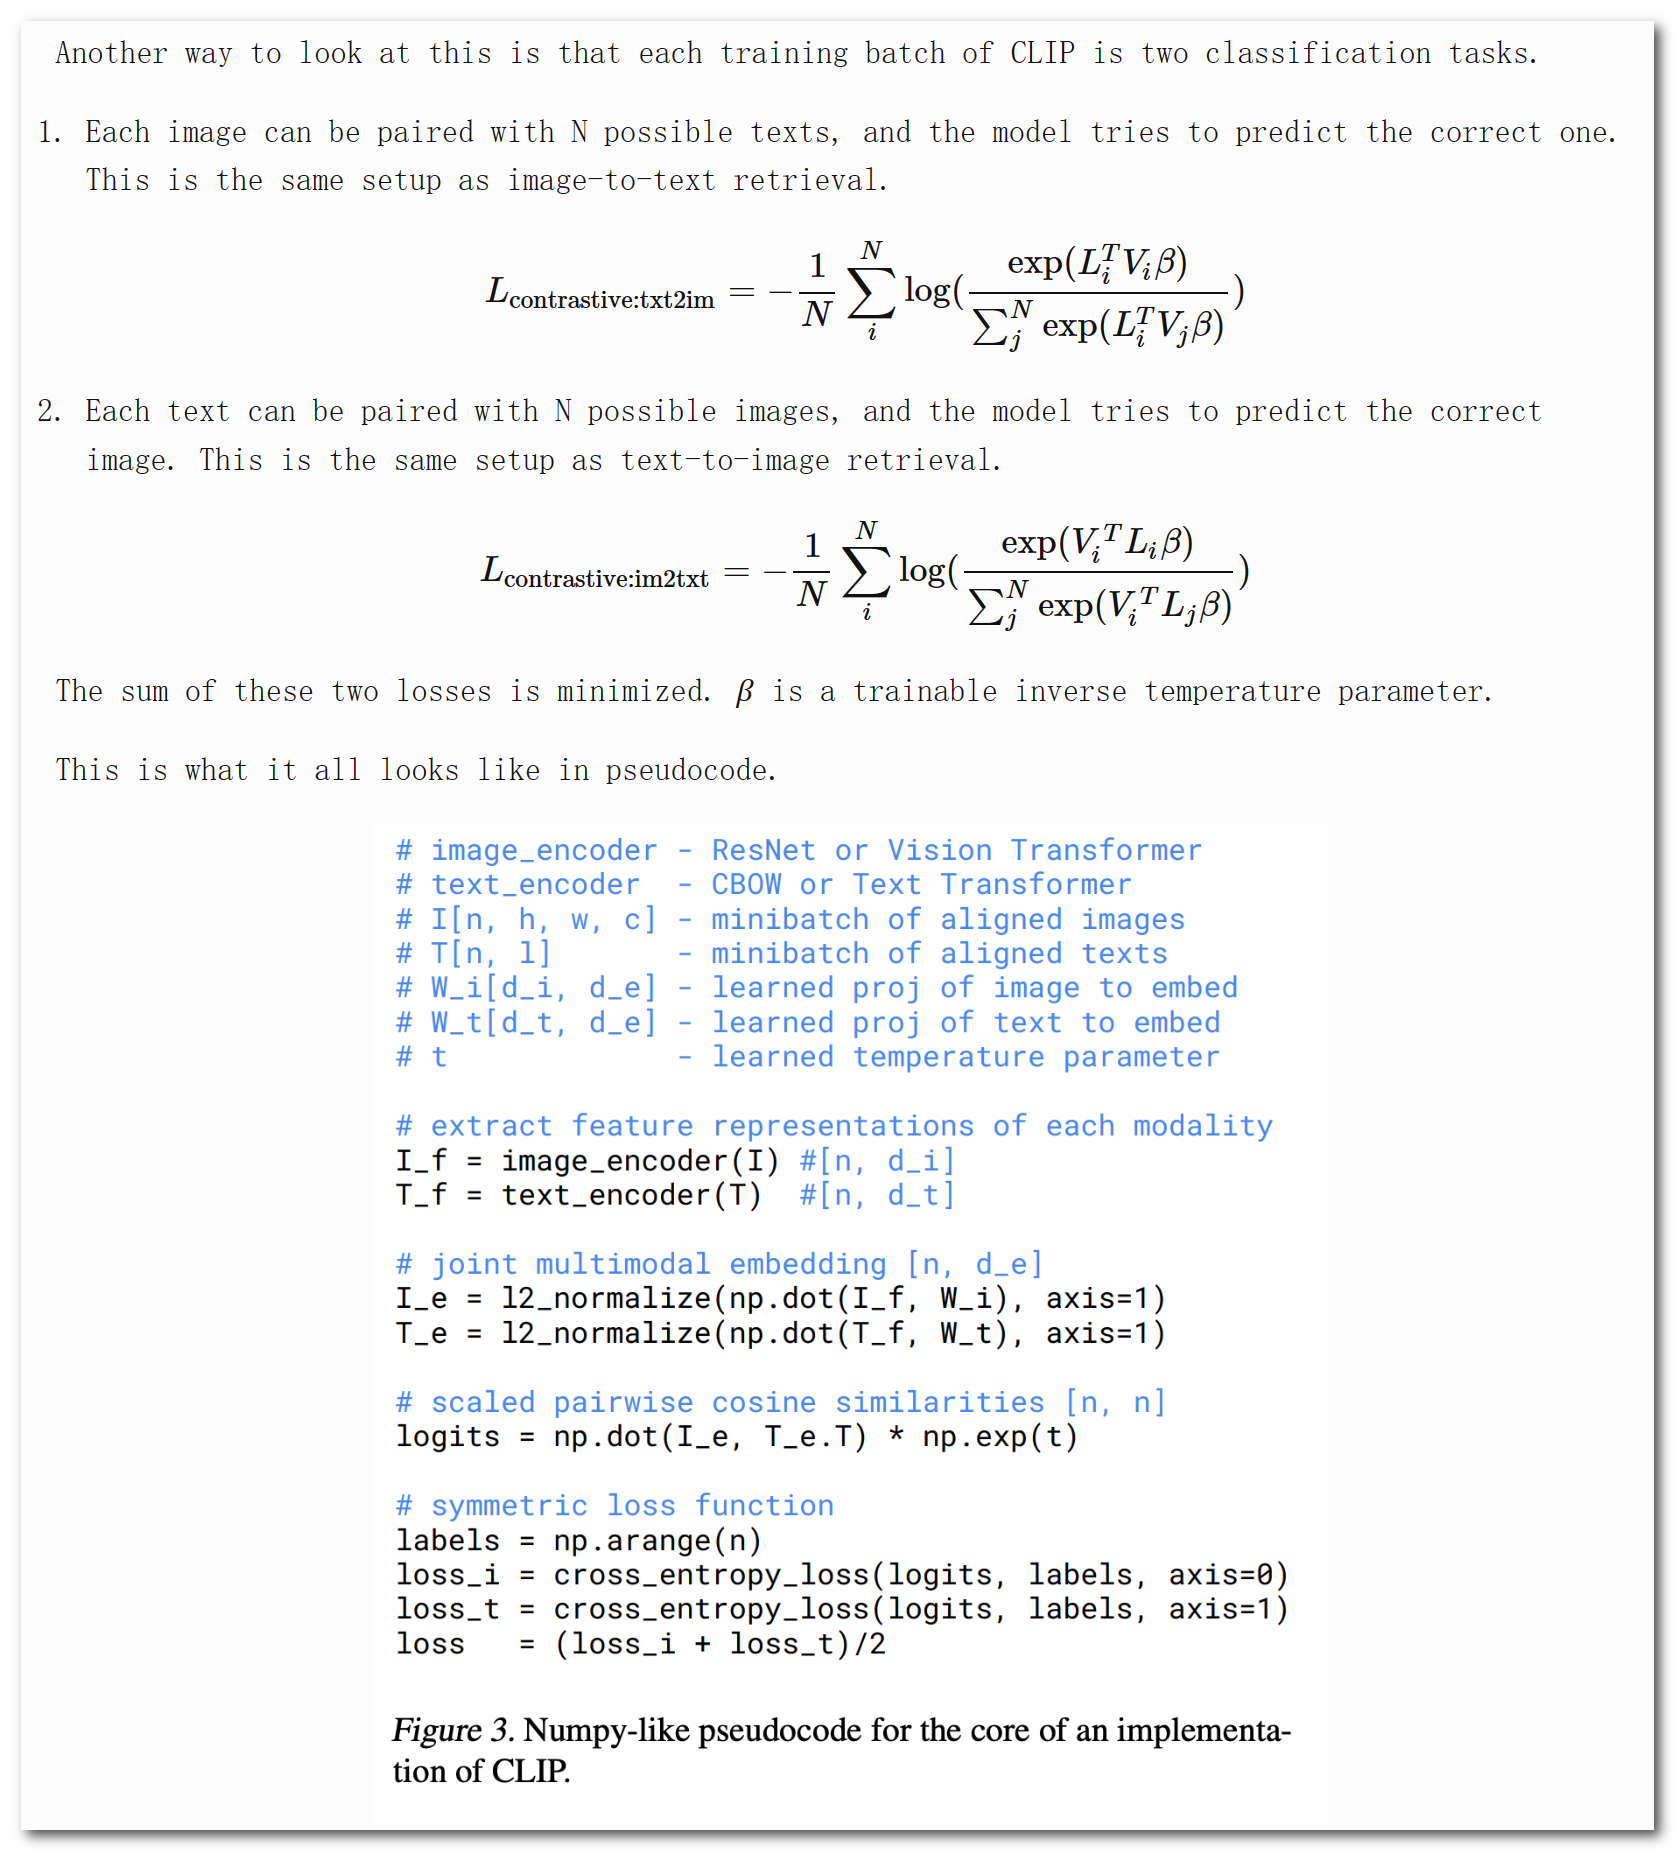 Another way to look at this is that each training batch of CLIP is two classification tasks.
1. Each image can be paired with N possible texts, and the model tries to predict the correct one.
This is the same setup as image-to-text retrieval.
L_{contrastive:txt2im} = -\frac{1}{N} \sum_i^N \log(\frac{\exp(L_i^T V_i β)}{\sum_j^N \exp(L_i^T V_j β)})
2. Each text can be paired with N possible images, and the model tries to predict the correct
image. This is the same setup as text-to-image retrieval.
L_{contrastive:im2txt} = -\frac{1}{N} \sum_i^N \log(\frac{\exp(V_i^T L_i β)}{\sum_j^N \exp(V_i^T L_j β)})
The sum of these two losses is minimized. β is a trainable inverse temperature parameter.
This is what it all looks like in pseudocode.
# image_encoder - ResNet or Vision Transformer
# text_encoder  - CBOW or Text Transformer
# I[n, h, w, c] - minibatch of aligned images
# T[n, l]       - minibatch of aligned texts
# W_i[d_i, d_e] - learned proj of image to embed
# W_t[d_t, d_e] - learned proj of text to embed
# t             - learned temperature parameter
# extract feature representations of each modality
I_f = image_encoder(I) #[n, d_i]
T_f = text_encoder(T)  #[n, d_t]
# joint multimodal embedding [n, d_e]
I_e = l2_normalize(np.dot(I_f, W_i), axis=1)
T_e = l2_normalize(np.dot(T_f, W_t), axis=1)
# scaled pairwise cosine similarities [n, n]
logits = np.dot(I_e, T_e.T) * np.exp(t)
# symmetric loss function
labels = np.arange(n)
loss_i = cross_entropy_loss(logits, labels, axis=0)
loss_t = cross_entropy_loss(logits, labels, axis=1)
loss   = (loss_i + loss_t)/2
Figure 3. Numpy-like pseudocode for the core of an implementa-
tion of CLIP.